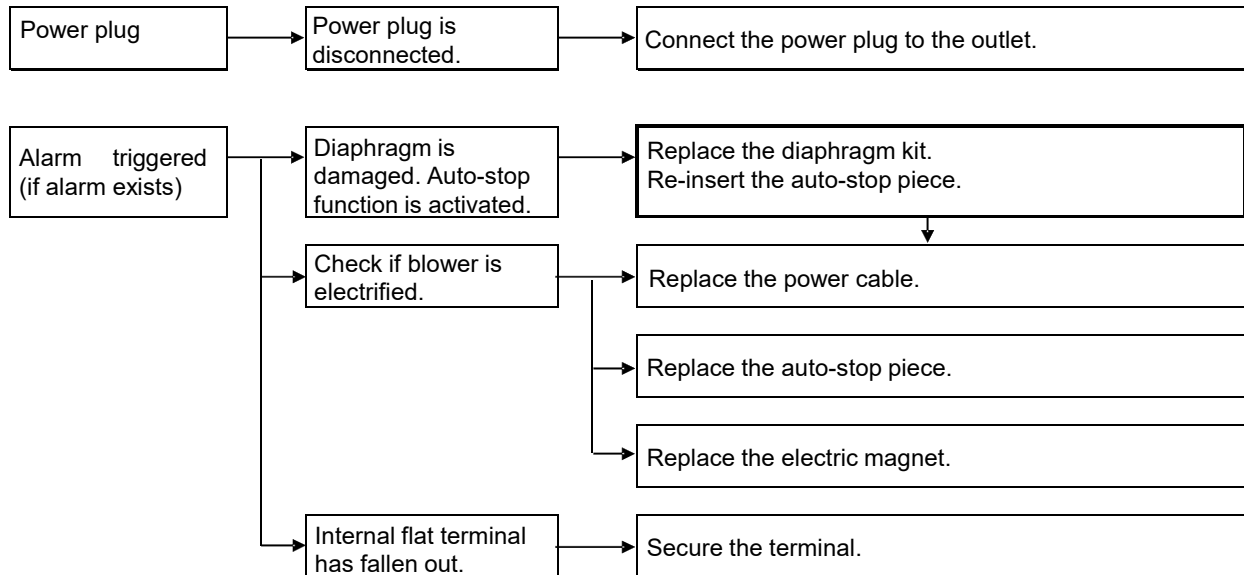 Power plug
Power plug is
disconnected.
Connect the power plug to the outlet.
Alarm triggered
(if alarm exists)
Diaphragm is
damaged. Auto-stop
function is activated.
Replace the diaphragm kit.
Re-insert the auto-stop piece.
Check if blower is
electrified.
Replace the power cable.
Replace the auto-stop piece.
Replace the electric magnet.
Internal flat terminal
has fallen out.
Secure the terminal.